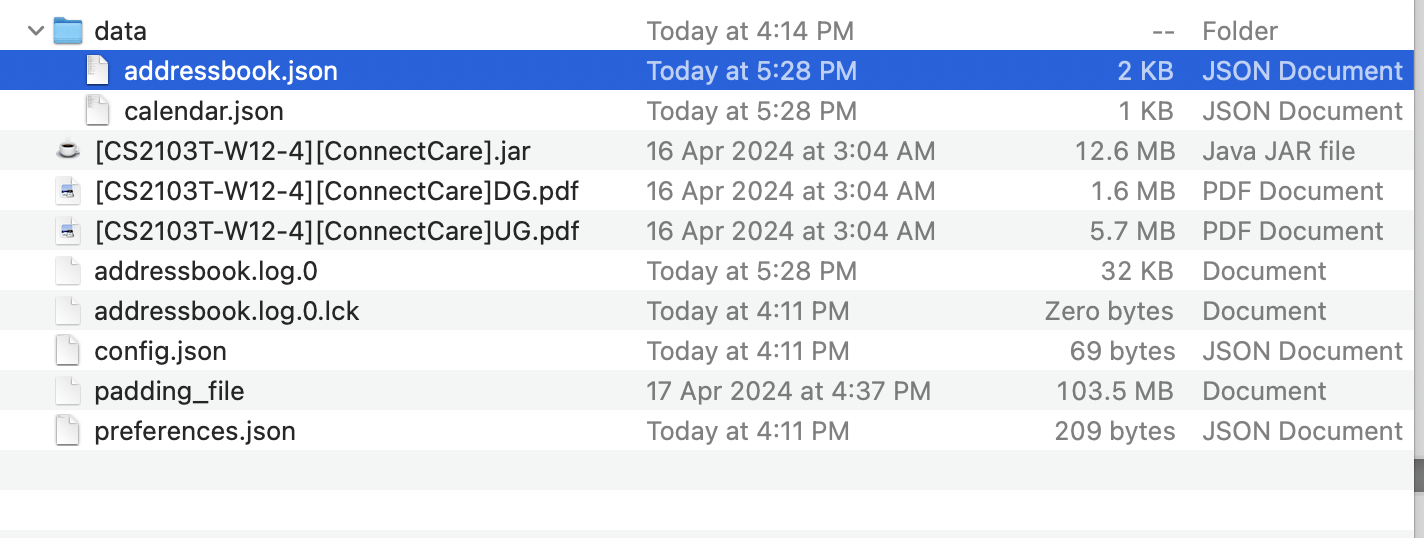 data Today at 4:14 PM -- Folder
addressbook.json Today at 5:28 PM 2 KB JSON Document
calendar.json Today at 5:28 PM 1 KB JSON Document
[CS2103T-W12-4][ConnectCare].jar 16 Apr 2024 at 3:04 AM 12.6 MB Java JAR file
[CS2103T-W12-4][ConnectCare]DG.pdf 16 Apr 2024 at 3:04 AM 1.6 MB PDF Document
[CS2103T-W12-4][ConnectCare]UG.pdf 16 Apr 2024 at 3:04 AM 5.7 MB PDF Document
addressbook.log.0 Today at 5:28 PM 32 KB Document
addressbook.log.0.lck Today at 4:11 PM Zero bytes Document
config.json Today at 4:11 PM 69 bytes JSON Document
padding_file 17 Apr 2024 at 4:37 PM 103.5 MB Document
preferences.json Today at 4:11 PM 209 bytes JSON Document